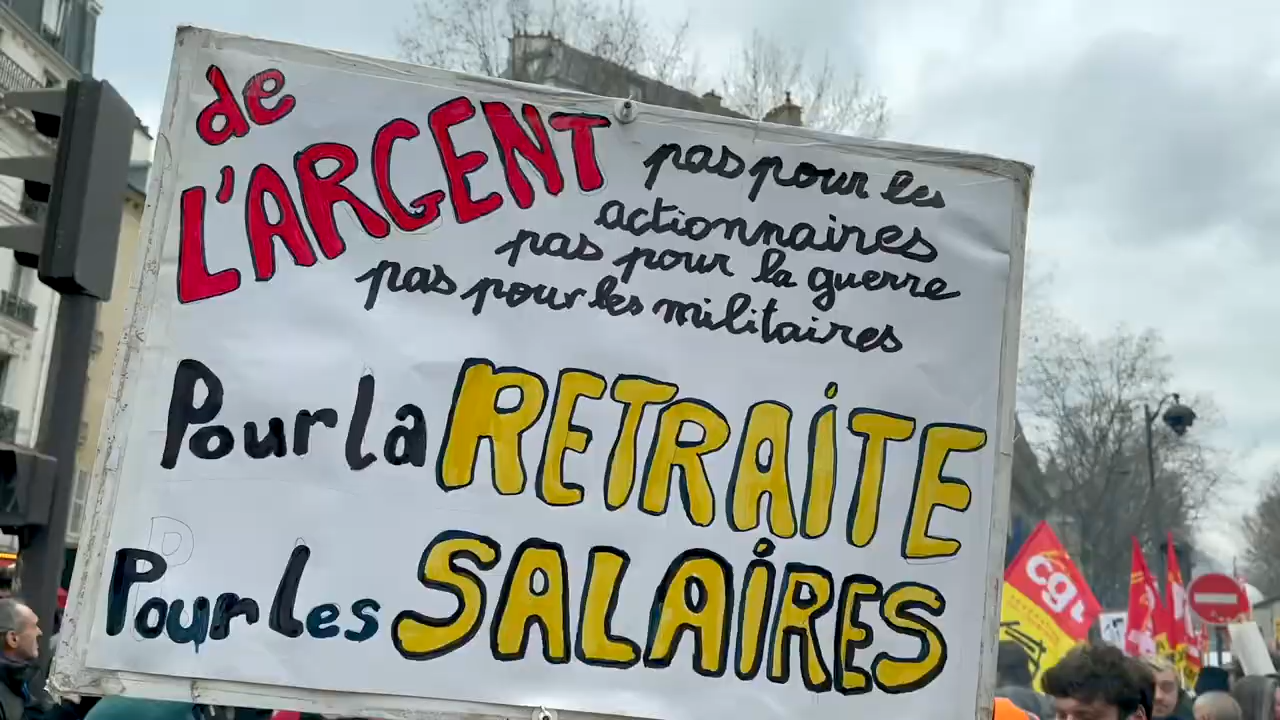 de
L'ARGENT
pas pour les
actionnaires
pas pour la guerre
pas pour les militaires
Pour la RETRAiTE
Pour les SALAiRES
cgt